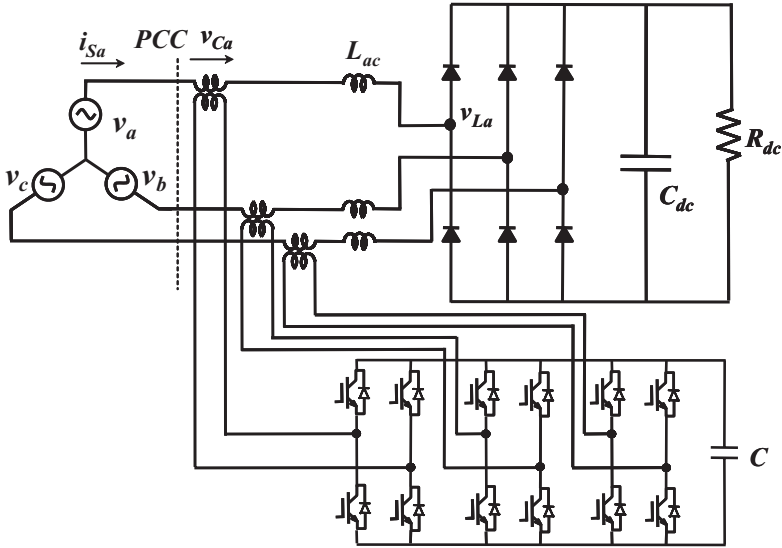 i_Sa PCC v_Ca
L_ac
v_a
v_La
R_dc
v_c v_b
C_dc
C